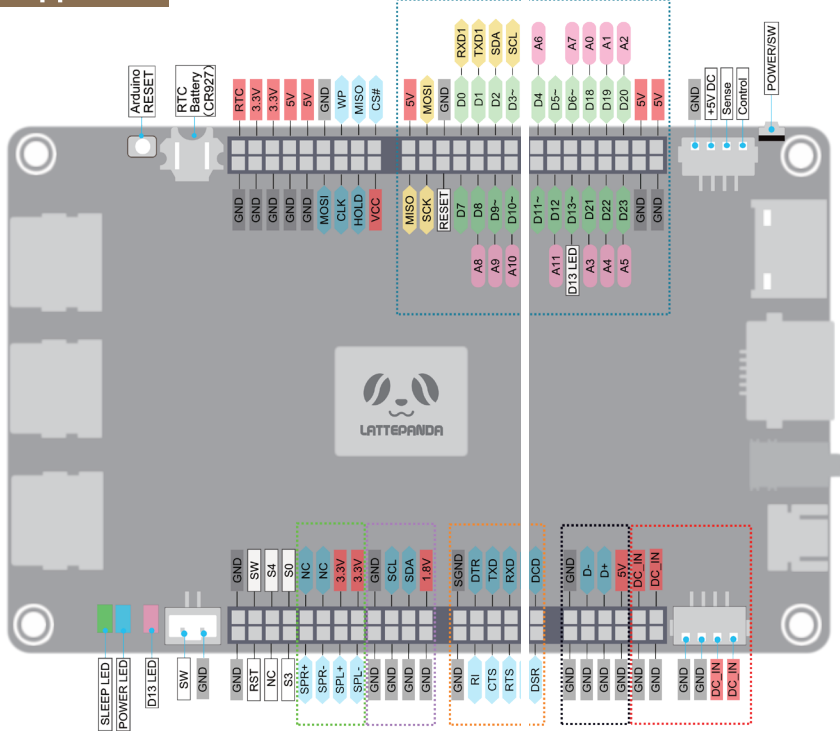 Arduino
RESET
RTC
Battery
(CR927)
RTC
3.3V
3.3V
5V
5V
GND
WP
MISO
CS#
5V
MOSI
GND
D0
RXD1
D1
TXD1
D2
SDA
D3~
SCL
D4
A6
D5~
D6~
A7
D18
A0
D19
A1
D20
A2
5V
5V
GND
+5V DC
Sense
Control
POWER/SW
GND
GND
GND
GND
GND
MOSI
CLK
HOLD
VCC
MISO
SCK
RESET
D7
D8
A8
D9~
A9
D10~
A10
D11~
D12
A11
D13~
D13 LED
D21
A3
D22
A4
D23
A5
GND
GND
LATTEPANDA
GND
SW
S4
S0
NC
NC
3.3V
3.3V
GND
SCL
SDA
1.8V
SGND
DTR
TXD
RXD
DCD
GND
D-
D+
5V
DC_IN
DC_IN
SLEEP LED
POWER LED
D13 LED
SW
GND
GND
RST
NC
S3
SPR+
SPR-
SPL+
SPL-
GND
GND
GND
GND
GND
RI
CTS
RTS
DSR
GND
GND
GND
GND
GND
GND
GND
GND
DC_IN
DC_IN